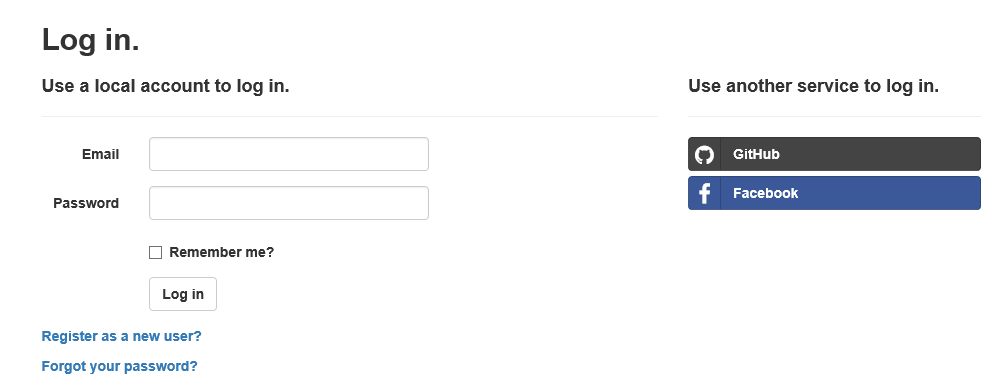 Log in.
Use a local account to log in.
Email
Password
Remember me?
Log in
Register as a new user?
Forgot your password?
Use another service to log in.
GitHub
Facebook